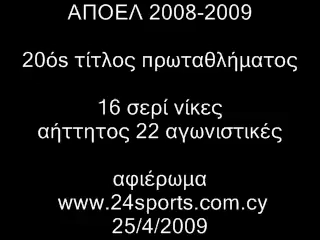 ΑΠΟΕΛ 2008-2009
20ός τίτλος πρωταθλήματος
16 σερί νίκες
αήττητος 22 αγωνιστικές
αφιέρωμα
www.24sports.com.cy
25/4/2009